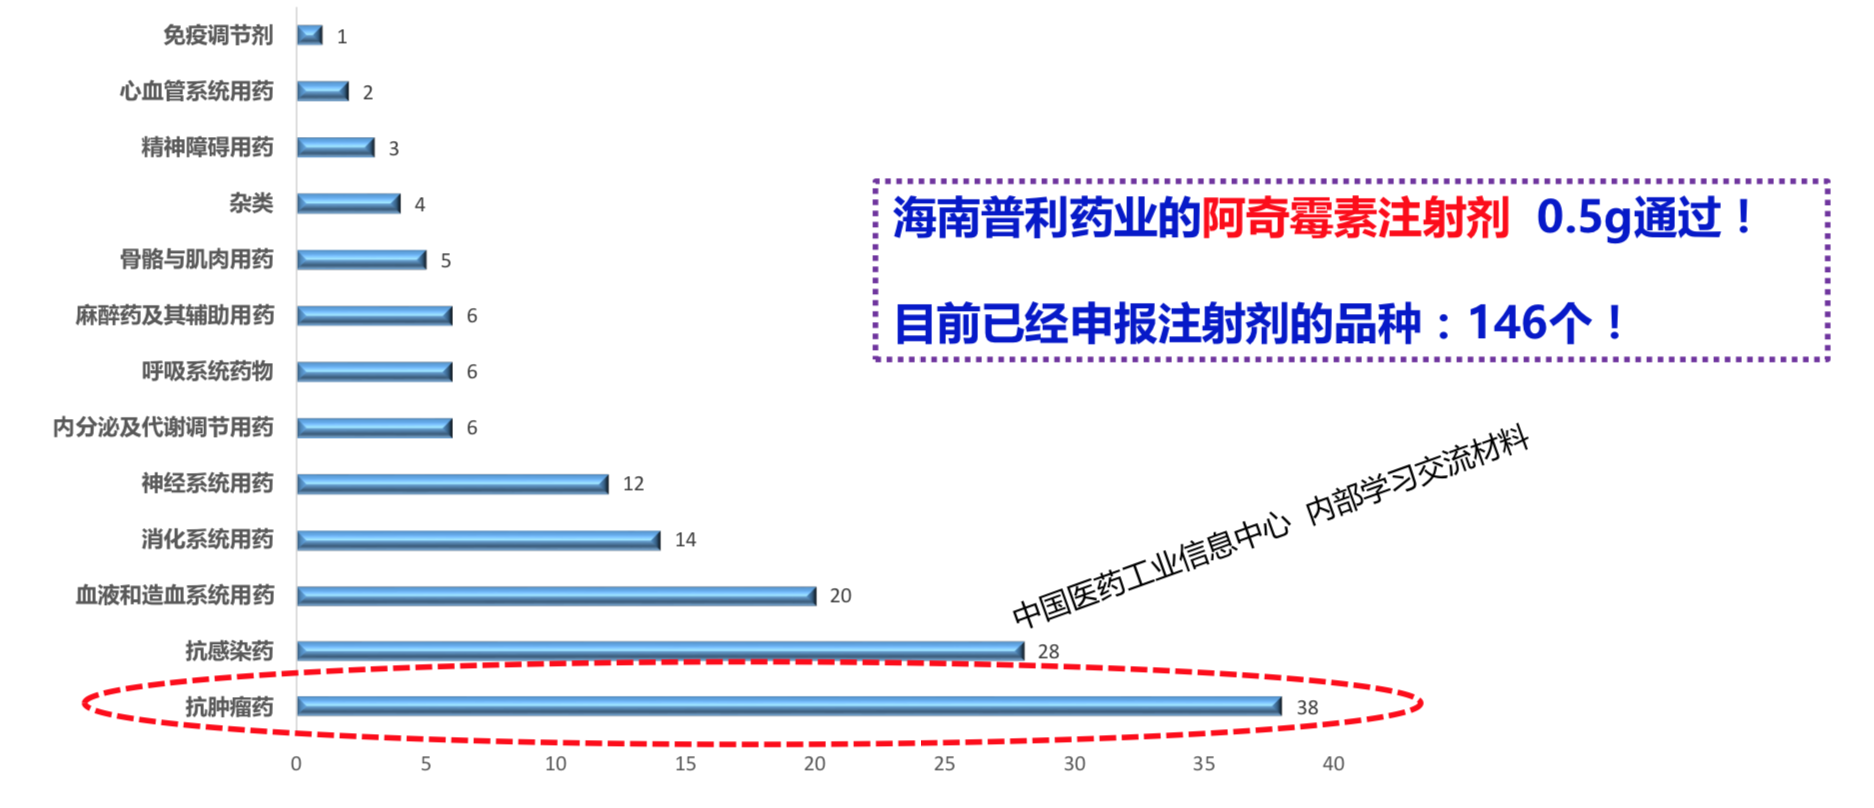 免疫调节剂 1
心血管系统用药 2
精神障碍用药 3
杂类 4
骨骼与肌肉用药 5
麻醉药及其辅助用药 6
呼吸系统药物 6
内分泌及代谢调节用药 6
神经系统用药 12
消化系统用药 14
血液和造血系统用药 20
抗感染药 28
抗肿瘤药 38
0 5 10 15 20 25 30 35 40
海南普利药业的阿奇霉素注射剂 0.5g通过！
目前已经申报注射剂的品种：146个！
中国医药工业信息中心 内部学习交流材料